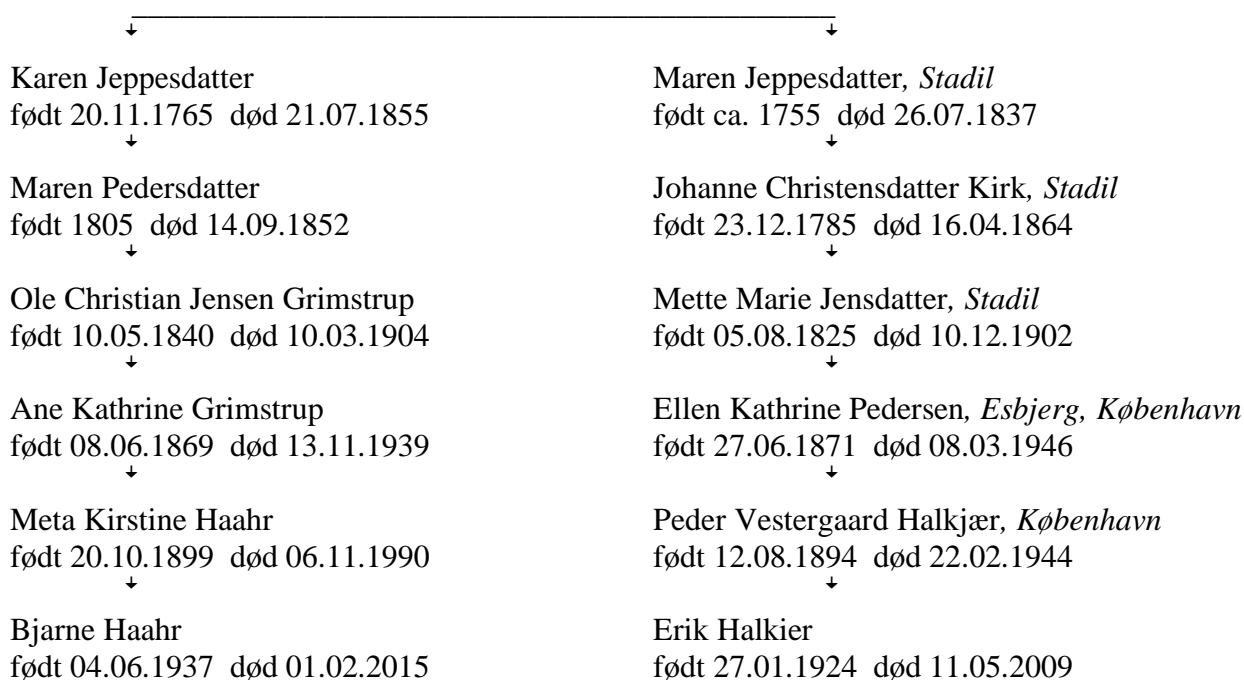 Karen Jeppesdatter
født 20.11.1765 død 21.07.1855
Maren Pedersdatter
født 1805 død 14.09.1852
Ole Christian Jensen Grimstrup
født 10.05.1840 død 10.03.1904
Ane Kathrine Grimstrup
født 08.06.1869 død 13.11.1939
Meta Kirstine Haahr
født 20.10.1899 død 06.11.1990
Bjarne Haahr
født 04.06.1937 død 01.02.2015
Maren Jeppesdatter, Stadil
født ca. 1755 død 26.07.1837
Johanne Christensdatter Kirk, Stadil
født 23.12.1785 død 16.04.1864
Mette Marie Jensdatter, Stadil
født 05.08.1825 død 10.12.1902
Ellen Kathrine Pedersen, Esbjerg, København
født 27.06.1871 død 08.03.1946
Peder Vestergaard Halkjær, København
født 12.08.1894 død 22.02.1944
Erik Halkier
født 27.01.1924 død 11.05.2009